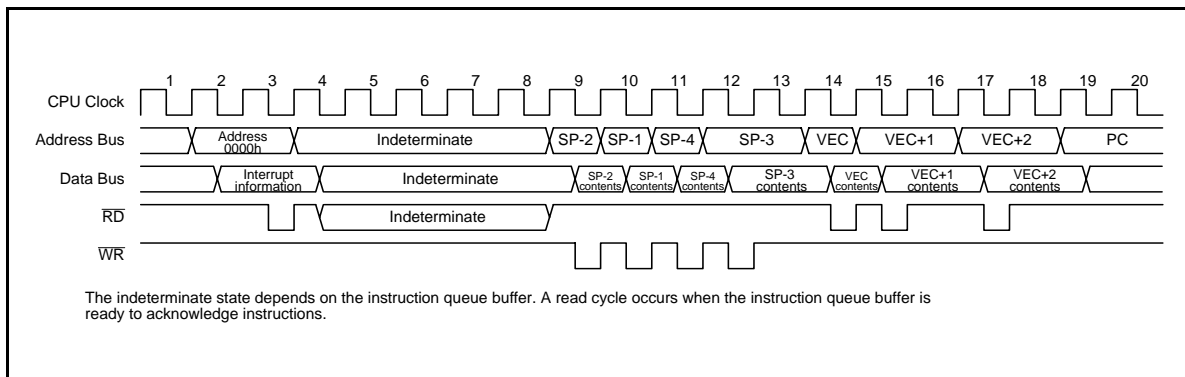 1 2 3 4 5 6 7 8 9 10 11 12 13 14 15 16 17 18 19 20
CPU Clock
Address Bus
Address
0000h
Indeterminate
SP-2
SP-1
SP-4
SP-3
VEC
VEC+1
VEC+2
PC
Data Bus
Interrupt
information
Indeterminate
SP-2
contents
SP-1
contents
SP-4
contents
SP-3
contents
VEC
contents
VEC+1
contents
VEC+2
contents
RD
Indeterminate
WR
The indeterminate state depends on the instruction queue buffer. A read cycle occurs when the instruction queue buffer is
ready to acknowledge instructions.